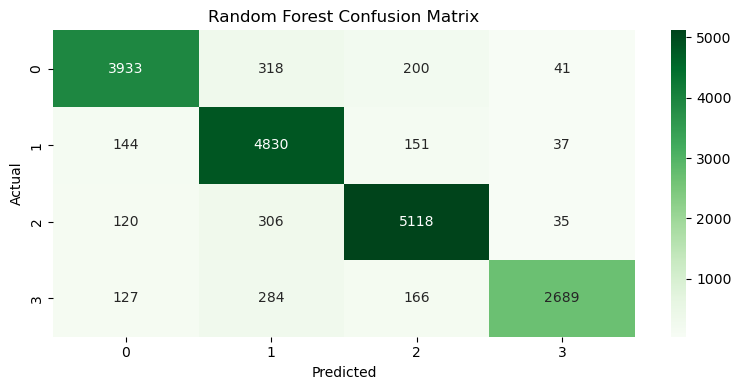 Random Forest Confusion Matrix
Actual
0
3933 318 200 41
1
144 4830 151 37
2
120 306 5118 35
3
127 284 166 2689
0 1 2 3
Predicted
5000
4000
3000
2000
1000